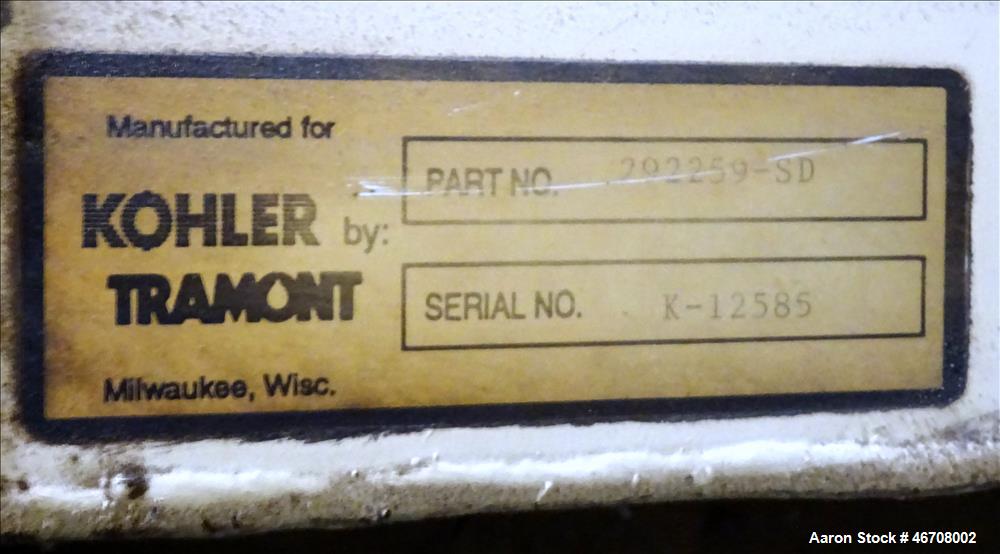 Manufactured for
KOHLER by:
TRAMONT
Milwaukee, Wisc.
PART NO. 292259-SD
SERIAL NO. K-12585
Aaron Stock # 46708002